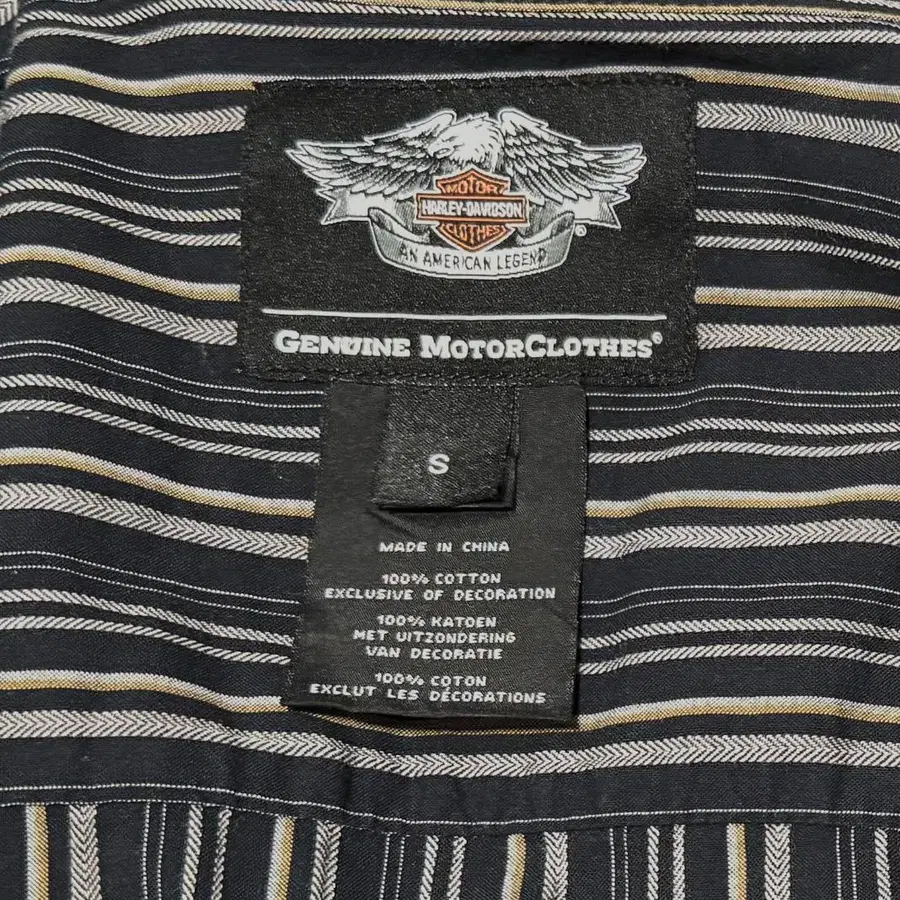 MOTOR
HARLEY-DAVIDSON
CLOTHES
®
AN AMERICAN LEGEND
GENUINE MOTORCLOTHES®
S
MADE IN CHINA
100% COTTON
EXCLUSIVE OF DECORATION
100% KATOEN
MET UITZONDERING
VAN DECORATIE
100% COTON
EXCLUT LES DÉCORATIONS